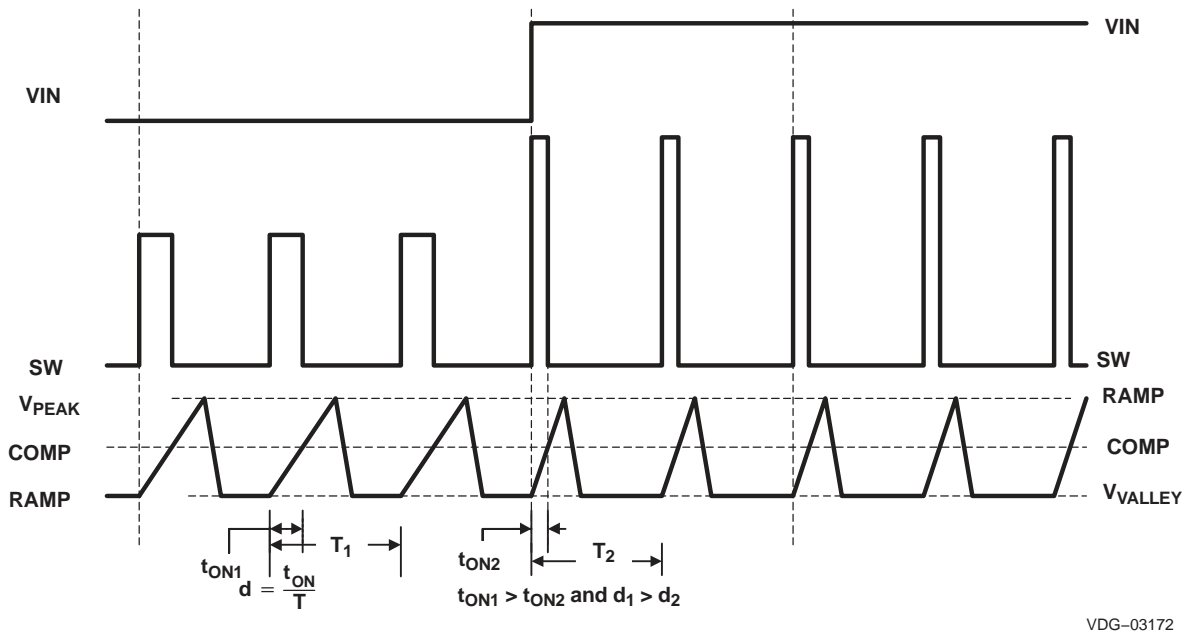 VIN
VIN
SW
SW
VPEAK
RAMP
COMP
COMP
RAMP
VVALLEY
tON1
T1
tON2
T2
d = tON/T
tON1 > tON2 and d1 > d2
VDG–03172